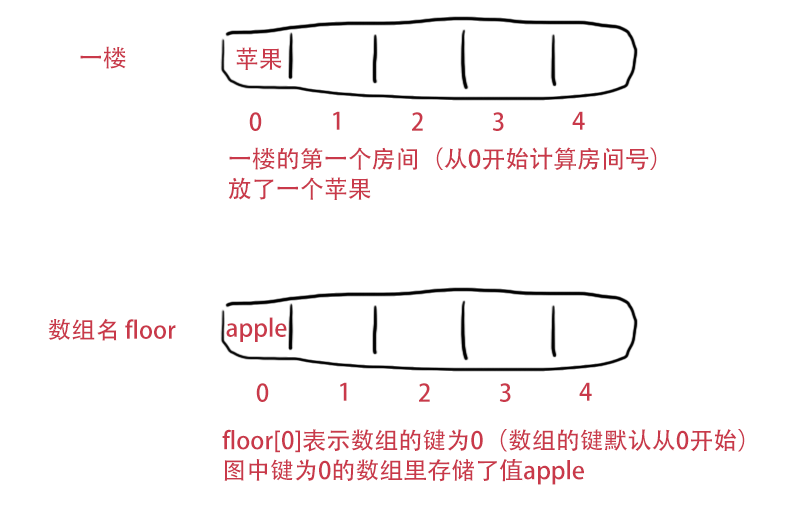 一楼
苹果
0 1 2 3 4
一楼的第一个房间（从0开始计算房间号）
放了一个苹果
数组名 floor
apple
0 1 2 3 4
floor[0]表示数组的键为0（数组的键默认从0开始）
图中键为0的数组里存储了值apple